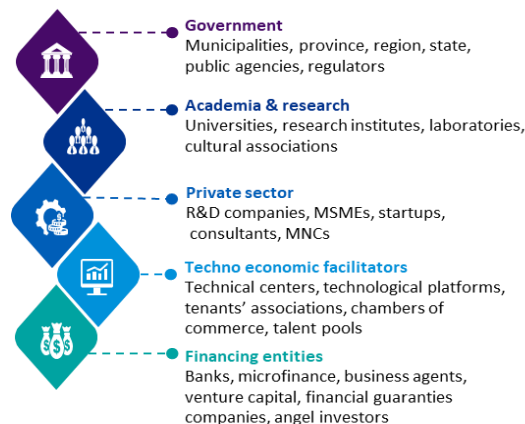 Government
Municipalities, province, region, state,
public agencies, regulators
Academia & research
Universities, research institutes, laboratories,
cultural associations
Private sector
R&D companies, MSMEs, startups,
consultants, MNCs
Techno economic facilitators
Technical centers, technological platforms,
tenants’ associations, chambers of
commerce, talent pools
Financing entities
Banks, microfinance, business agents,
venture capital, financial guaranties
companies, angel investors
$ $ $